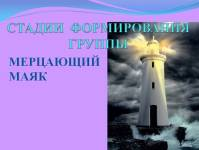 СТАДИИ ФОРМИРОВАНИЯ
ГРУППЫ
МЕРЦАЮЩИЙ
МАЯК